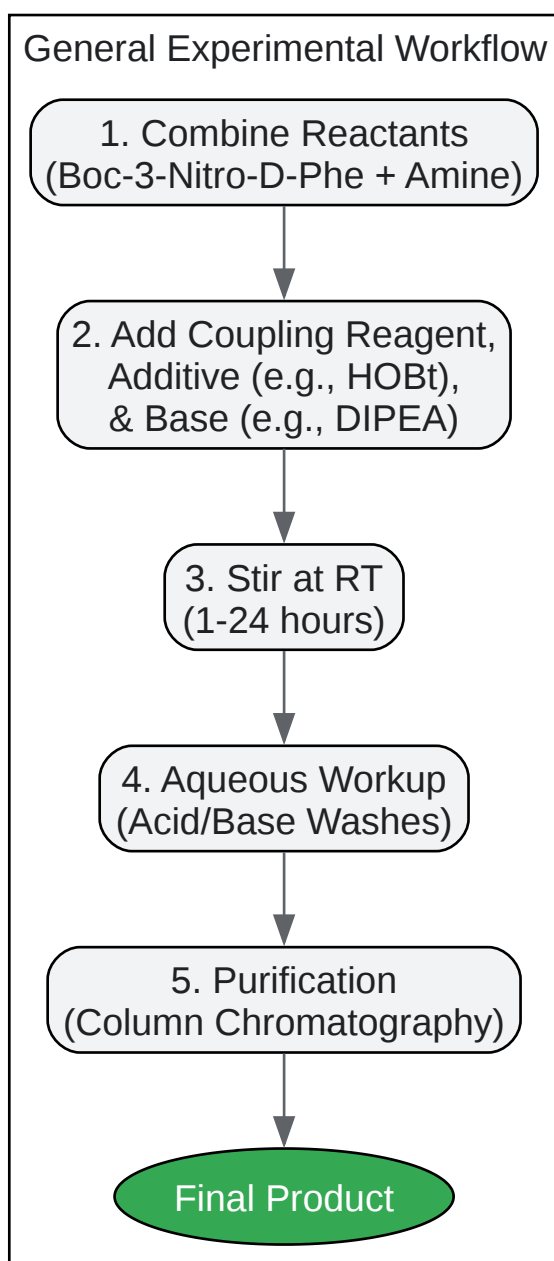 General Experimental Workflow
1. Combine Reactants
(Boc-3-Nitro-D-Phe + Amine)
2. Add Coupling Reagent,
Additive (e.g., HOBt),
& Base (e.g., DIPEA)
3. Stir at RT
(1-24 hours)
4. Aqueous Workup
(Acid/Base Washes)
5. Purification
(Column Chromatography)
Final Product